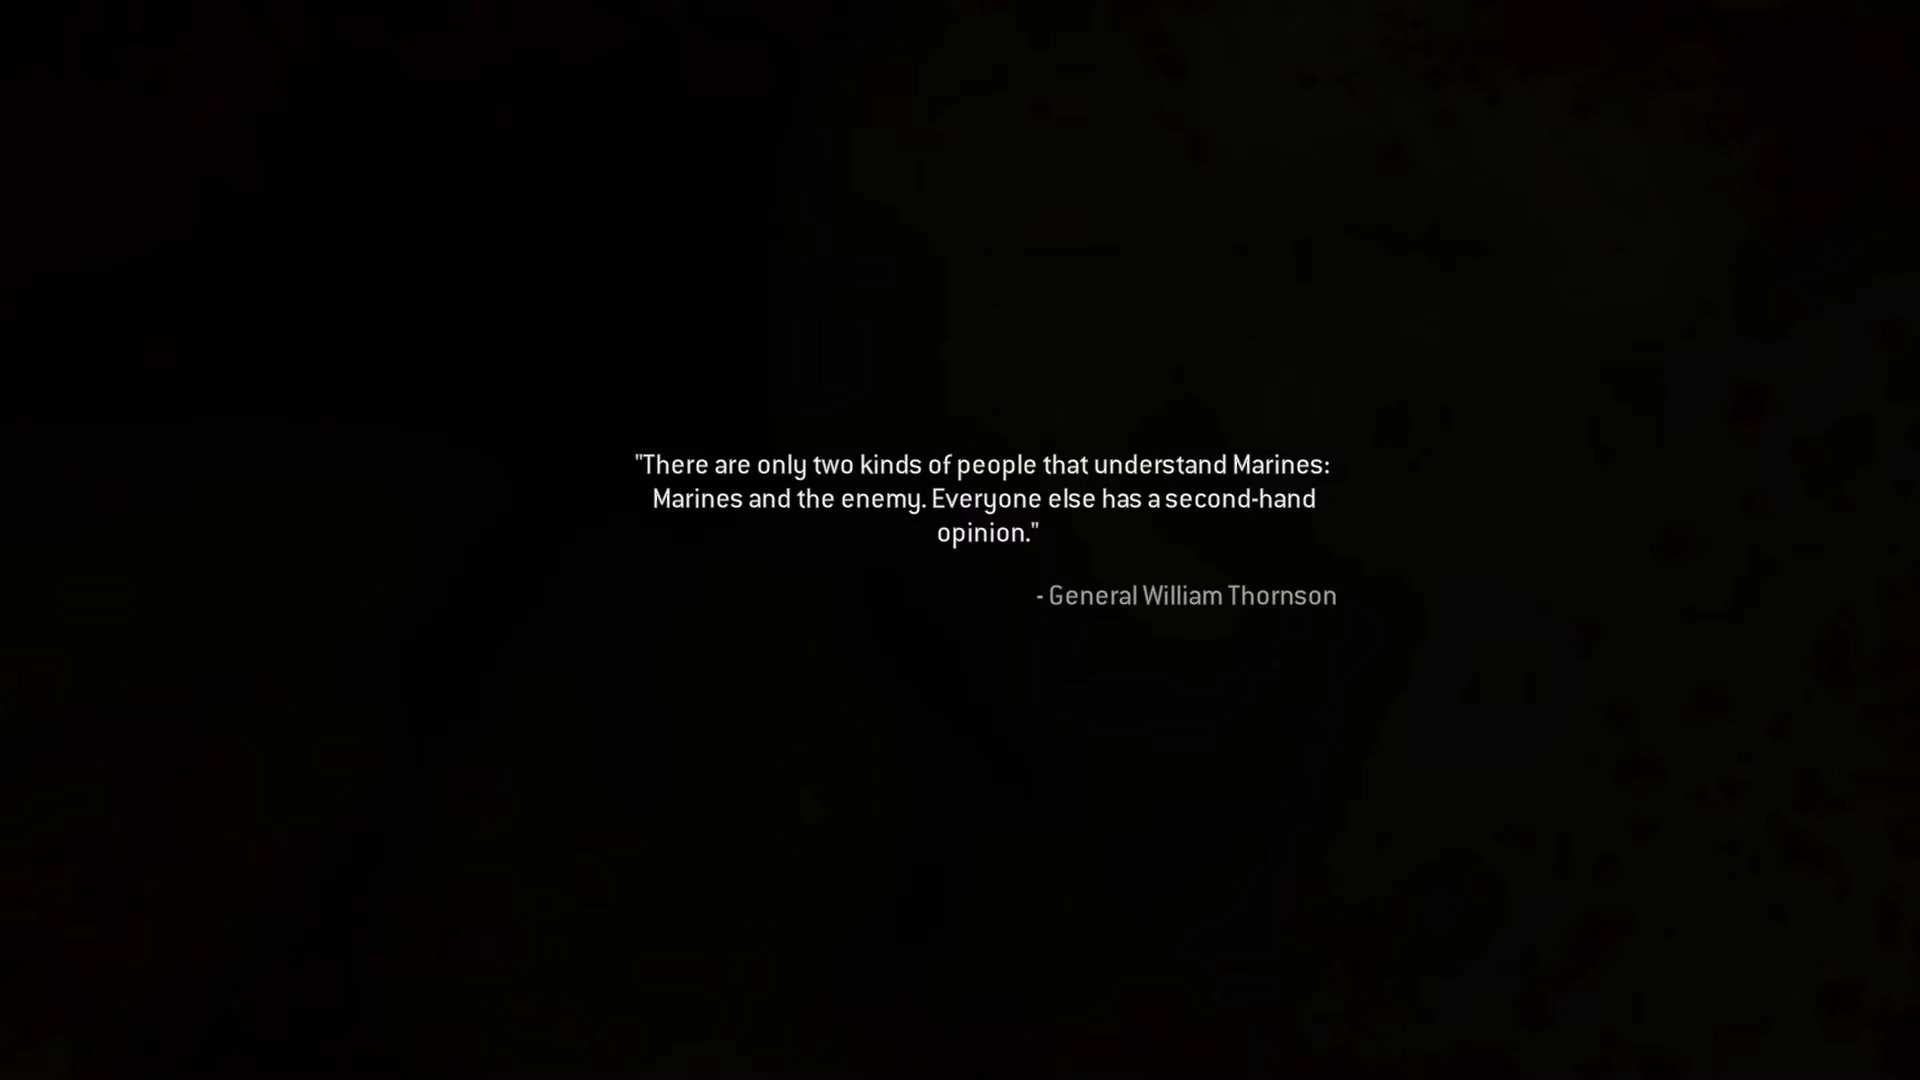 "There are only two kinds of people that understand Marines:
Marines and the enemy. Everyone else has a second-hand
opinion."
- General William Thornson